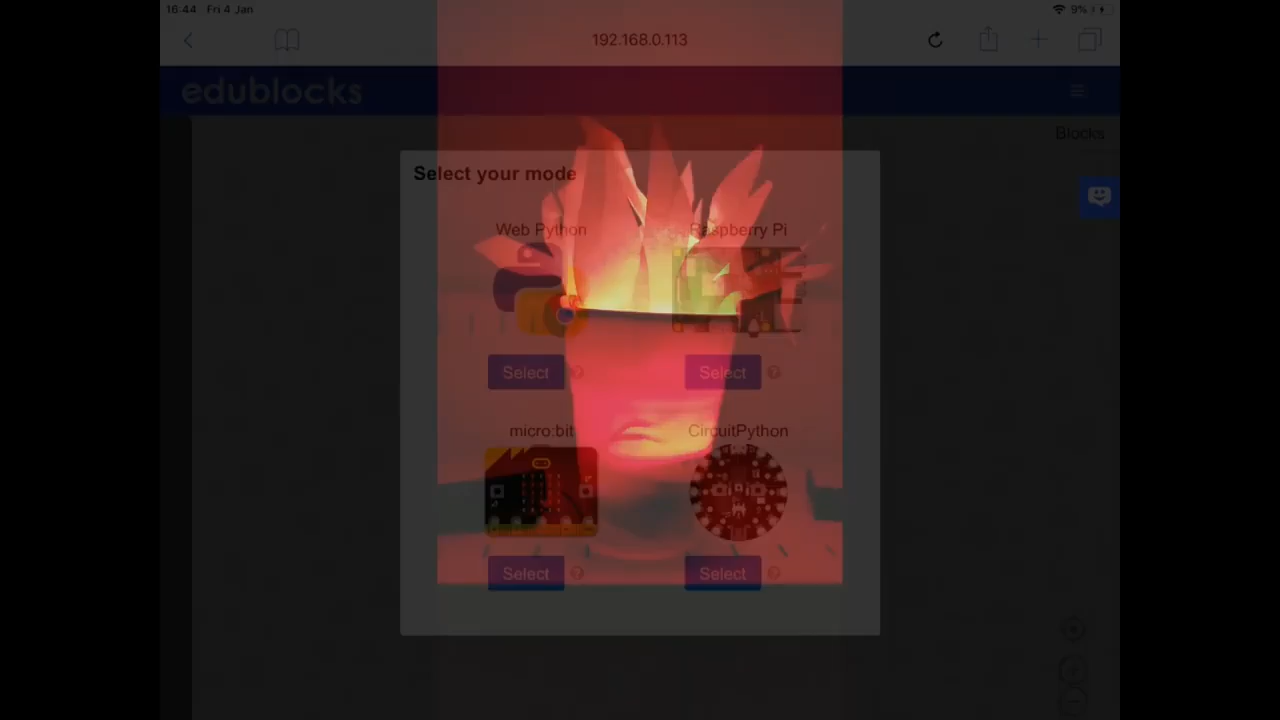 16:44 Fri 4 Jan
9%
192.168.0.113
edublocks
Blocks
Select your mode
Web Python
Raspberry Pi
Select ?
Select ?
micro:bit
CircuitPython
Select ?
Select ?